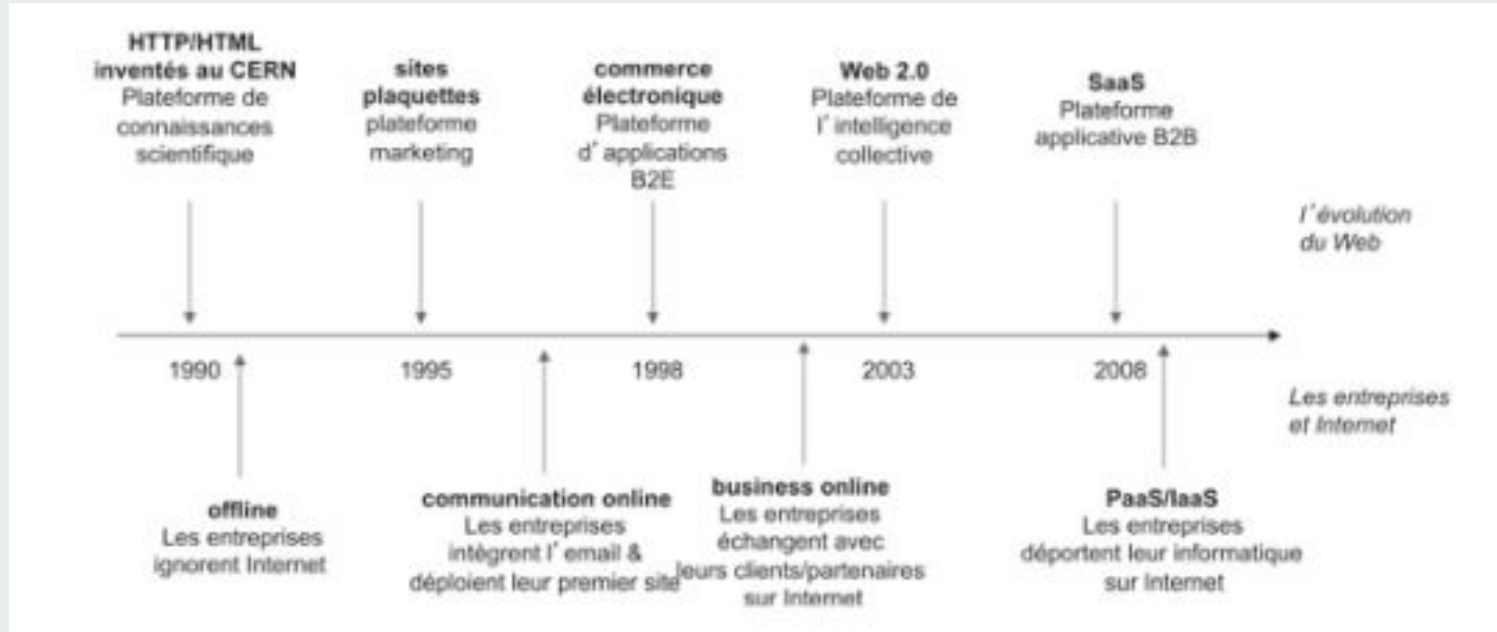 HTTP/HTML
inventés au CERN
Plateforme de
connaissances
scientifique
sites
plaquettes
plateforme
marketing
commerce
électronique
Plateforme
d’applications
B2E
Web 2.0
Plateforme de
l’intelligence
collective
SaaS
Plateforme
applicative B2B
l’évolution
du Web
1990
1995
1998
2003
2008
Les entreprises
et Internet
offline
Les entreprises
ignorent Internet
communication online
Les entreprises
intègrent l’email &
déploient leur premier site
business online
Les entreprises
échangent avec
leurs clients/partenaires
sur Internet
PaaS/IaaS
Les entreprises
déportent leur informatique
sur Internet